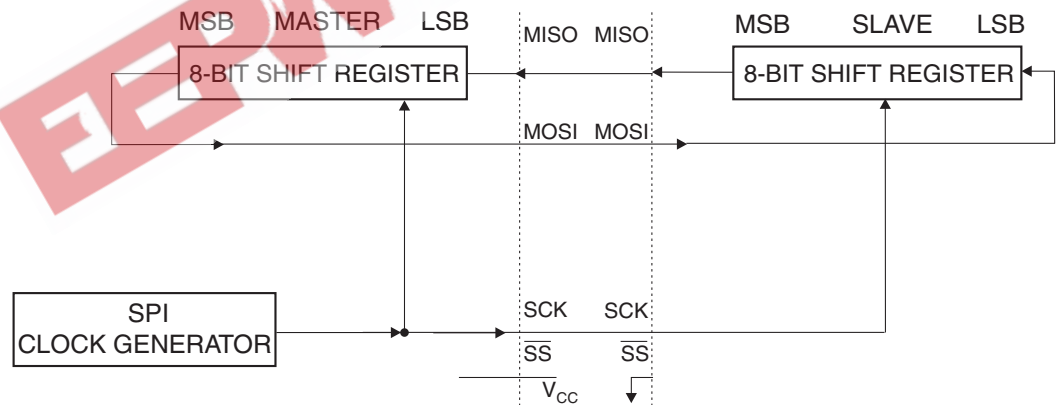 MSB MASTER LSB
MISO MISO
MSB SLAVE LSB
8-BIT SHIFT REGISTER
8-BIT SHIFT REGISTER
MOSI MOSI
SPI
CLOCK GENERATOR
SCK SCK
SS SS
VCC